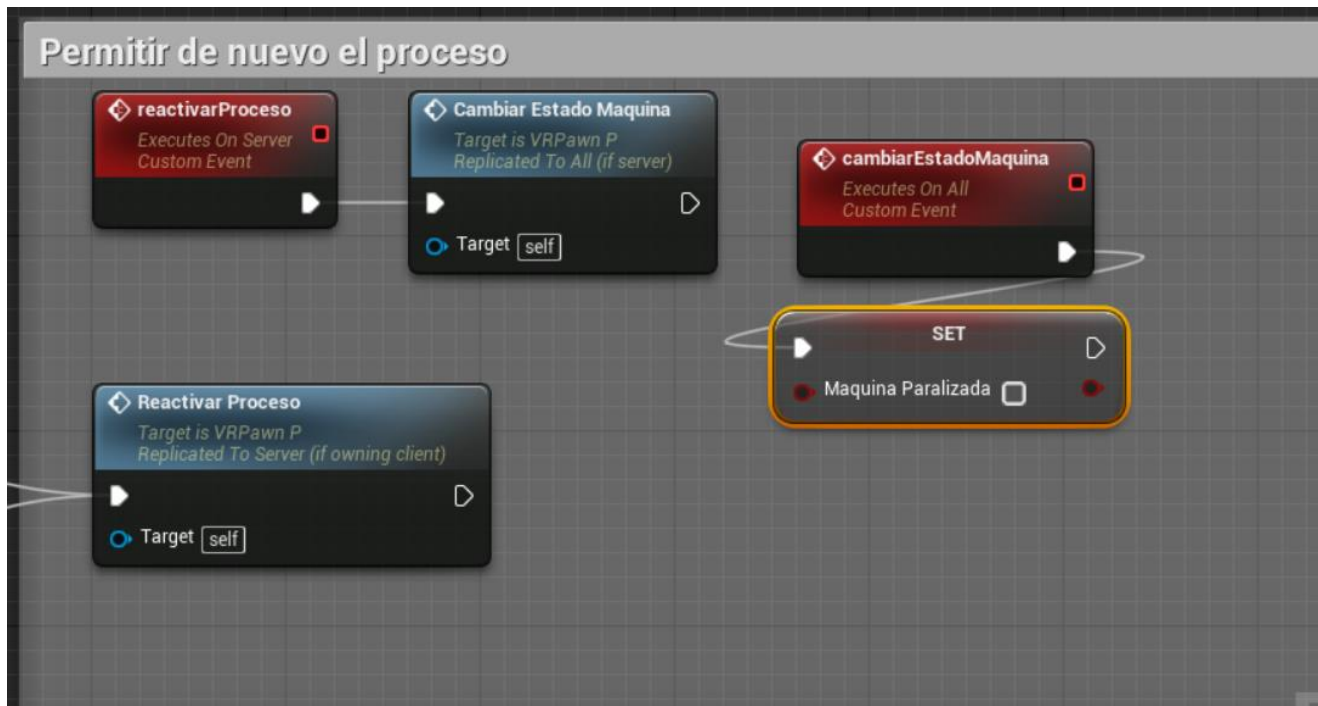 Permitir de nuevo el proceso
reactivarProceso
Executes On Server
Custom Event
Cambiar Estado Maquina
Target is VRPawn P
Replicated To All (if server)
Target self
cambiarEstadoMaquina
Executes On All
Custom Event
SET
Maquina Paralizada
Reactivar Proceso
Target is VRPawn P
Replicated To Server (if owning client)
Target self